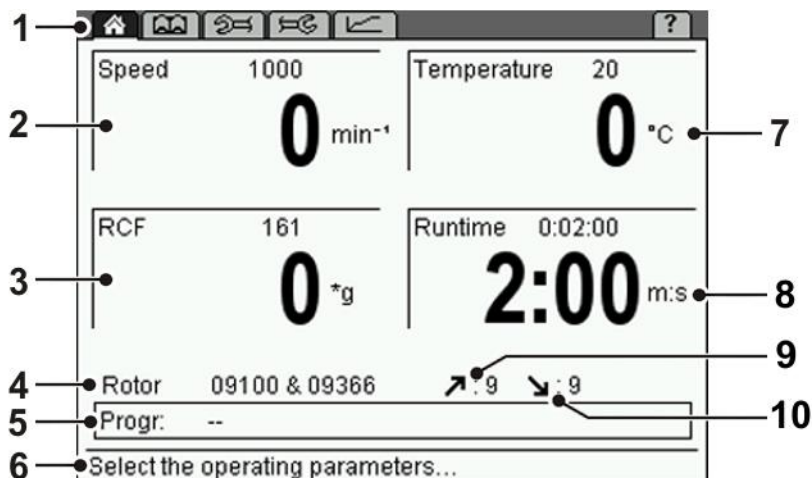 1 ?
Speed 1000 Temperature 20
2 0 min⁻¹ 0 °C 7
RCF 161 Runtime 0:02:00
3 0 *g 2:00 m:s 8
9
4 Rotor 09100 & 09366 : 9 : 9
10
5 Progr: --
6 Select the operating parameters...